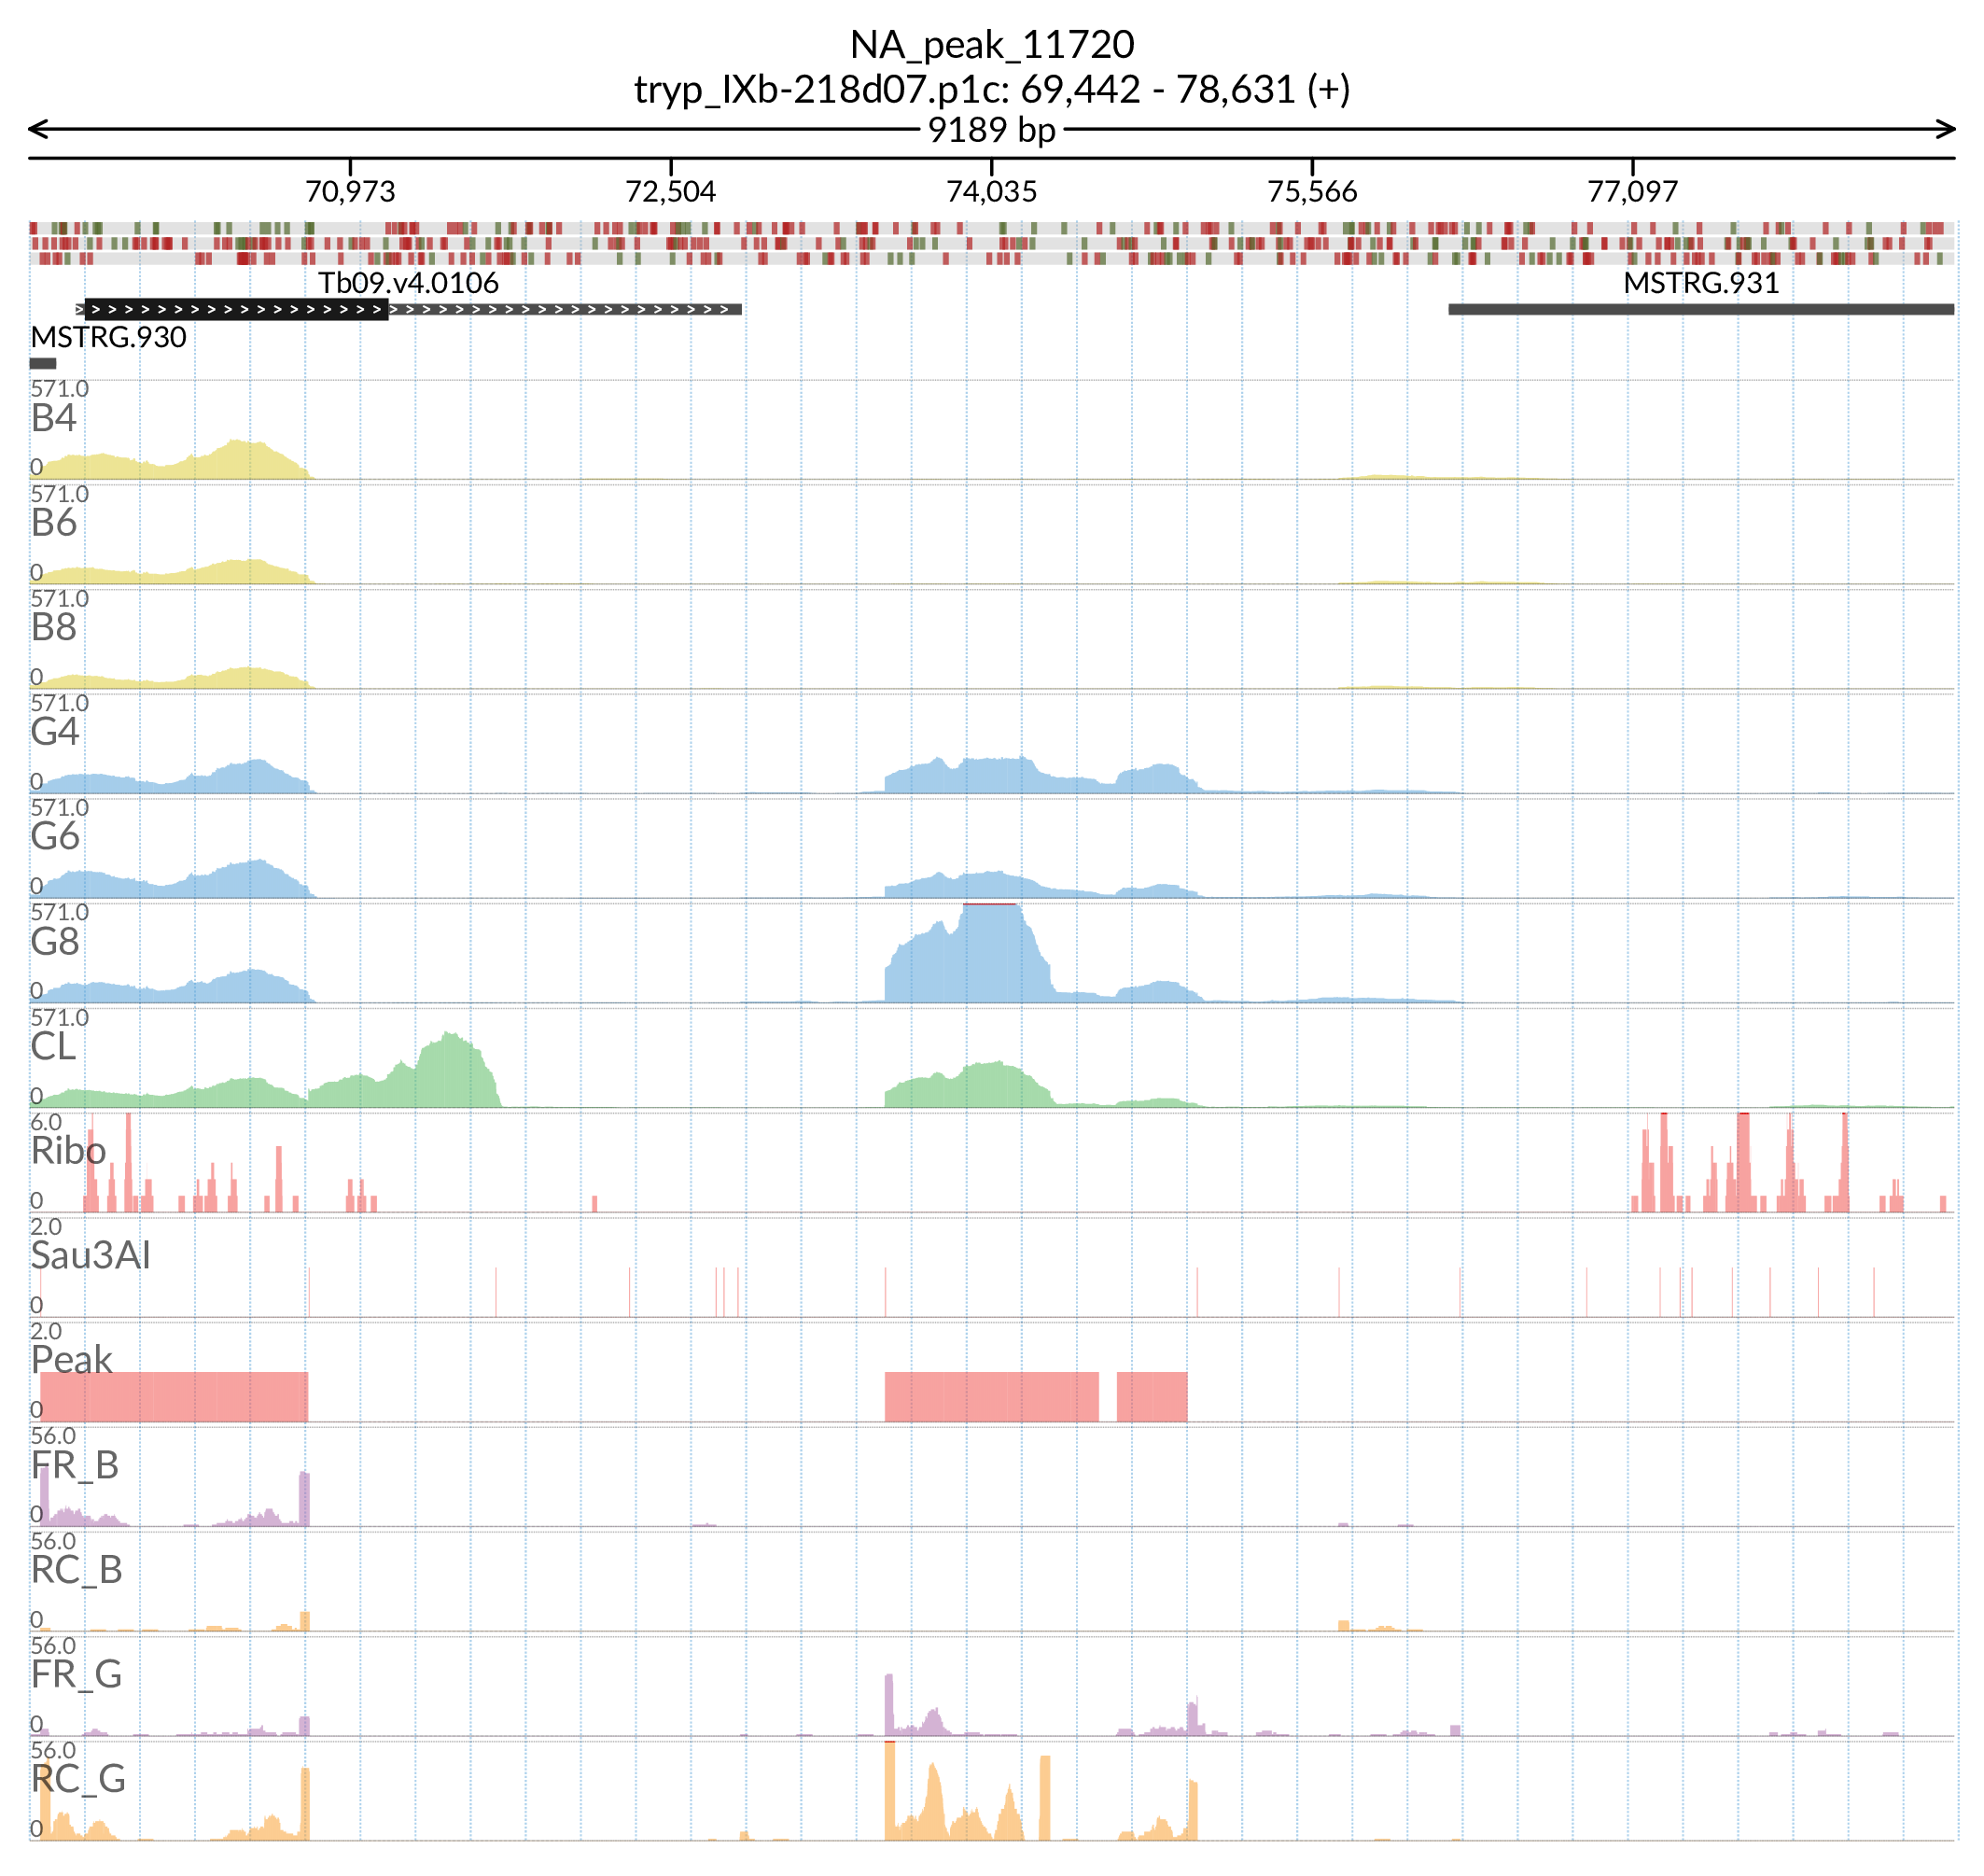 NA_peak_11720
tryp_IXb-218d07.p1c: 69,442 - 78,631 (+)
9189 bp
70,973 72,504 74,035 75,566 77,097
Tb09.v4.0106 MSTRG.931
MSTRG.930
571.0
B4
0
571.0
B6
0
571.0
B8
0
571.0
G4
0
571.0
G6
0
571.0
G8
0
571.0
CL
0
6.0
Ribo
0
2.0
Sau3AI
0
2.0
Peak
0
56.0
FR_B
0
56.0
RC_B
0
56.0
FR_G
0
56.0
RC_G
0